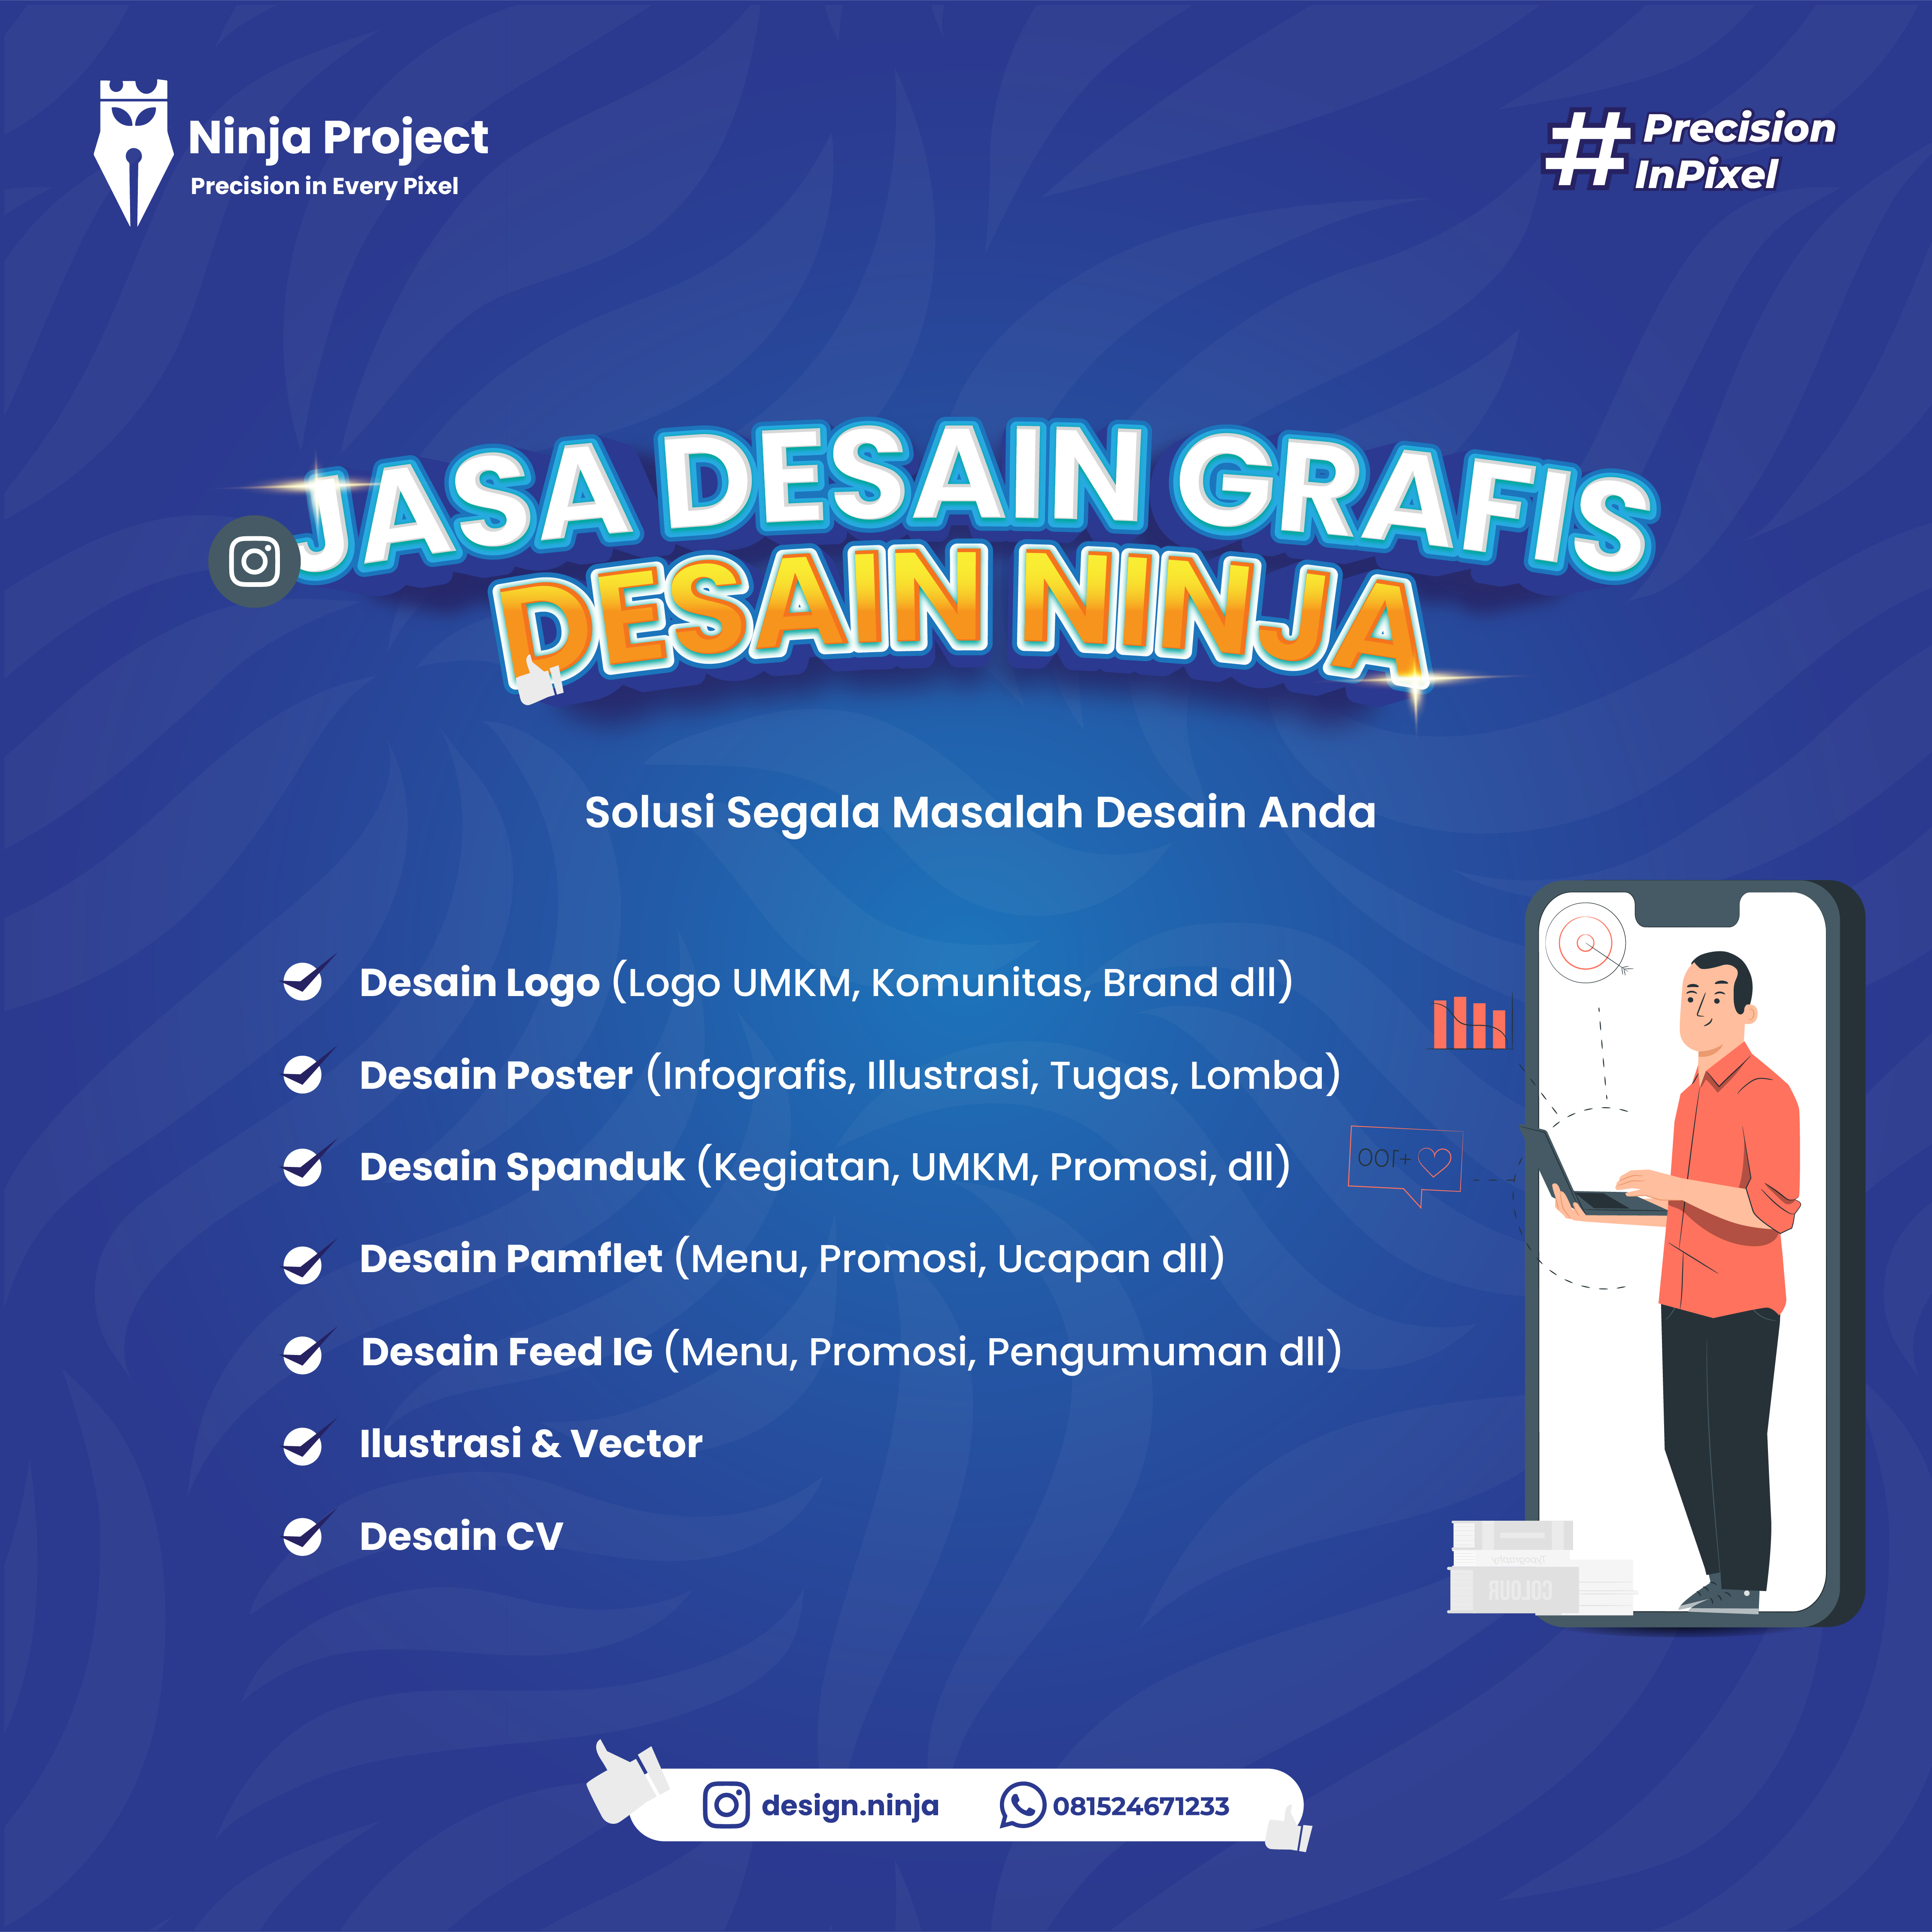 Ninja Project
Precision in Every Pixel
# Precision
InPixel
JASA DESAIN GRAFIS
DESAIN NINJA
Solusi Segala Masalah Desain Anda
Desain Logo (Logo UMKM, Komunitas, Brand dll)
Desain Poster (Infografis, Illustrasi, Tugas, Lomba)
Desain Spanduk (Kegiatan, UMKM, Promosi, dll)
+100
Desain Pamflet (Menu, Promosi, Ucapan dll)
Desain Feed IG (Menu, Promosi, Pengumuman dll)
Ilustrasi & Vector
Desain CV
Typography
COLOUR
design.ninja
081524671233